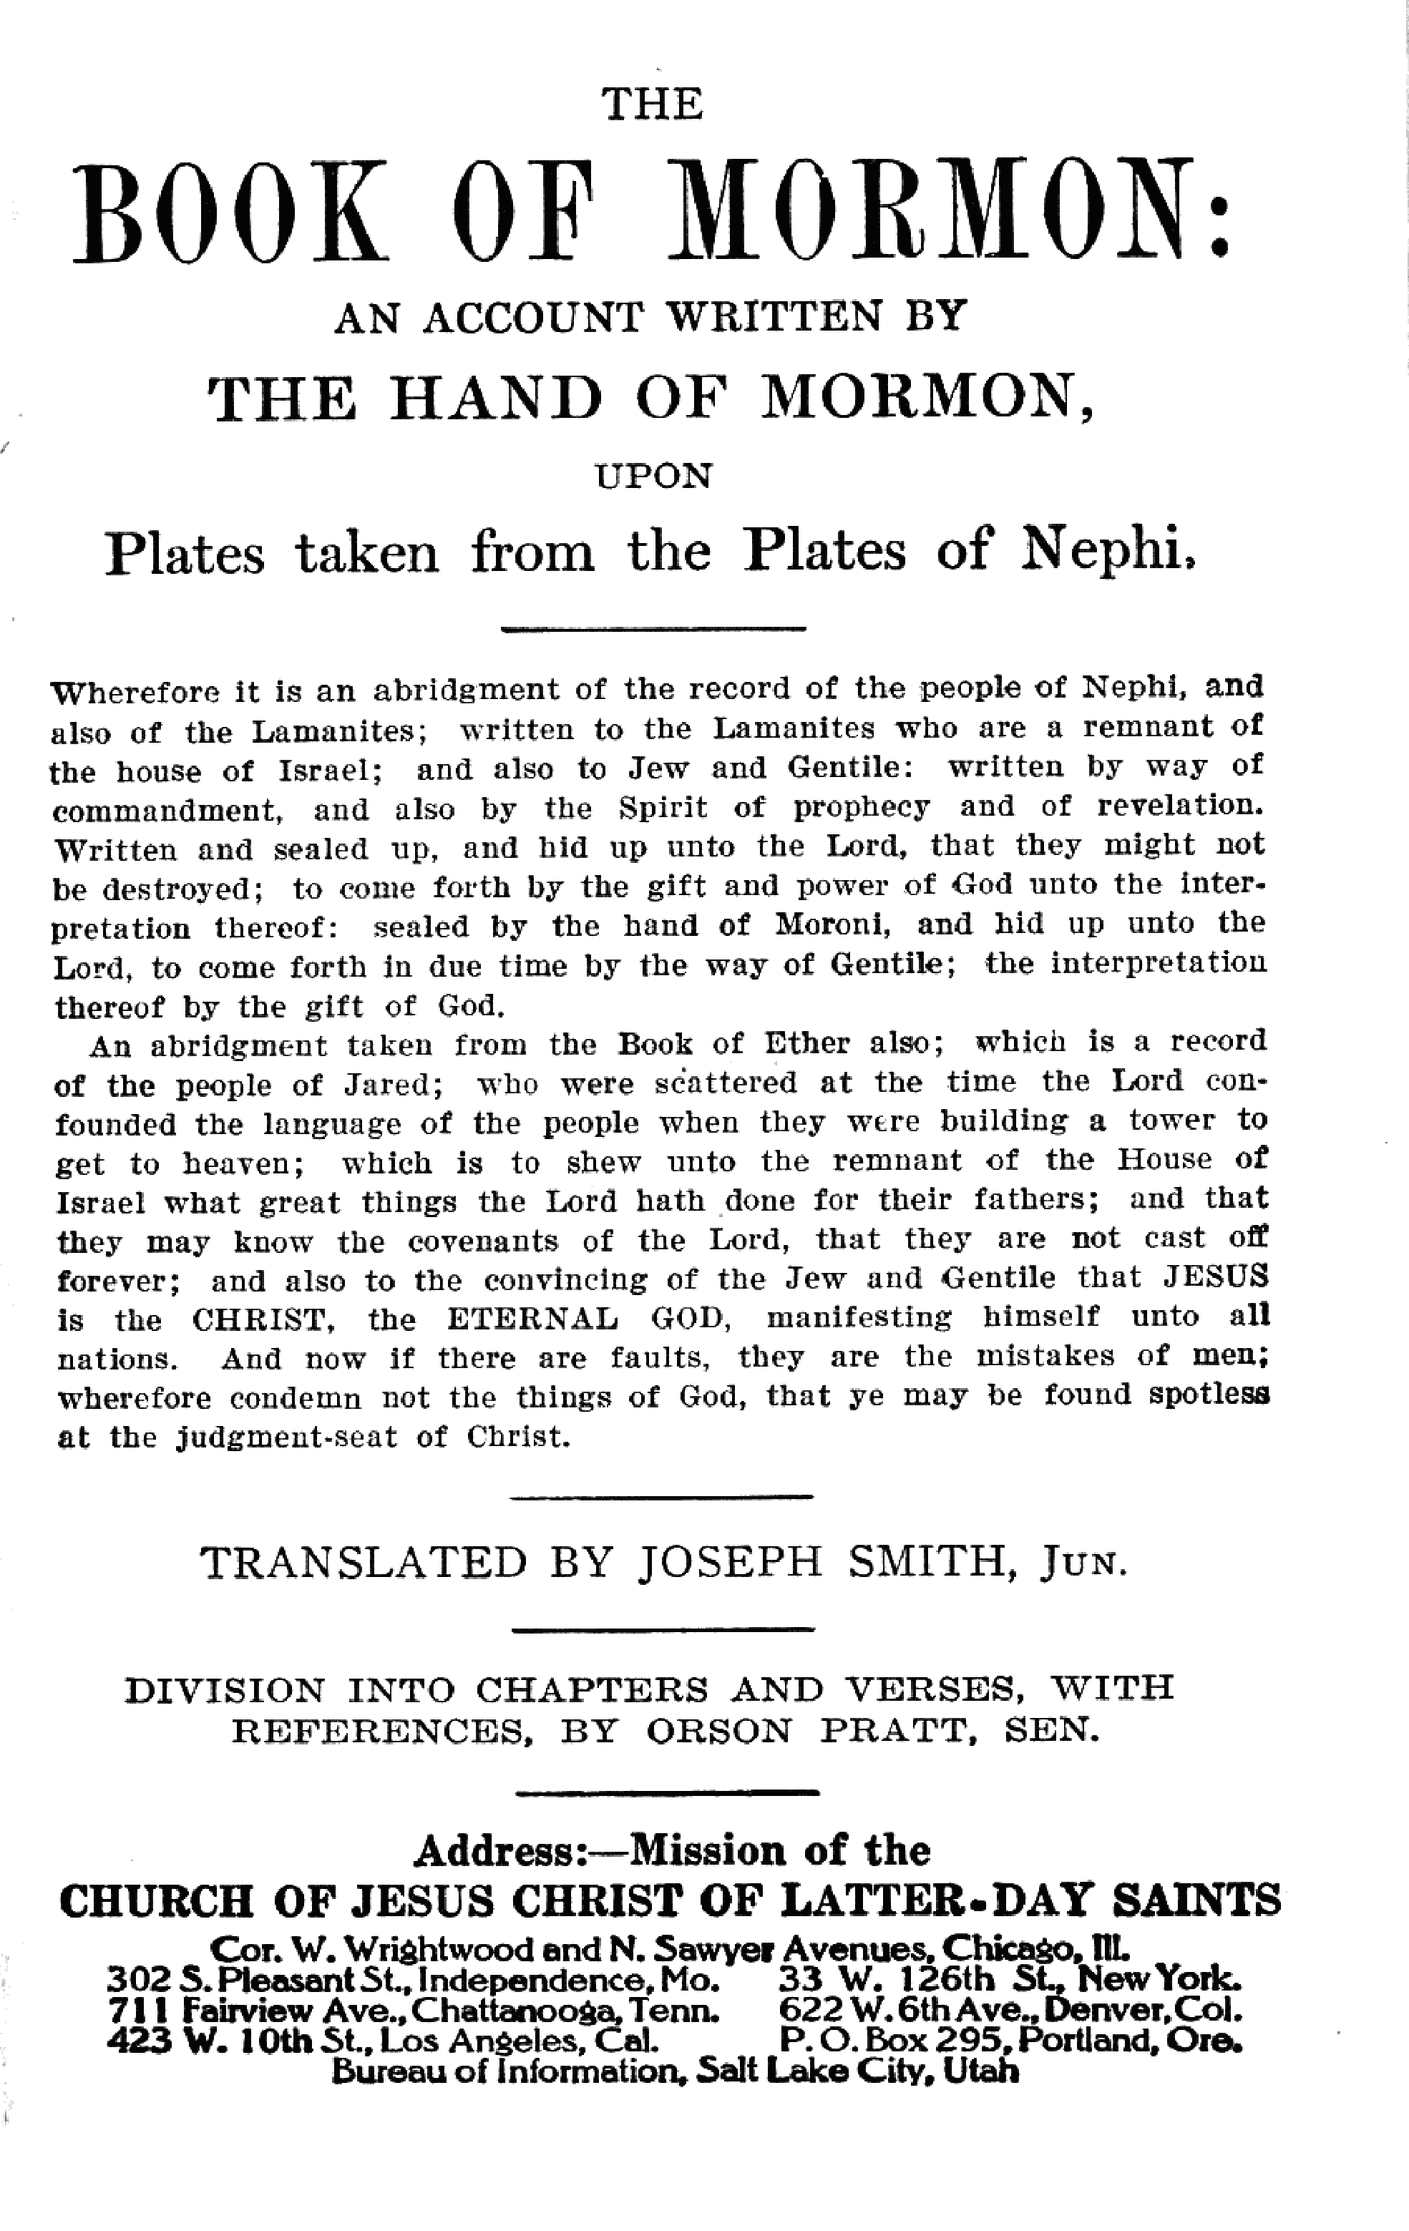 THE
BOOK OF MORMON:
AN ACCOUNT WRITTEN BY
THE HAND OF MORMON,
UPON
Plates taken from the Plates of Nephi,
Wherefore it is an abridgment of the record of the people of Nephi, and
also of the Lamanites; written to the Lamanites who are a remnant of
the house of Israel; and also to Jew and Gentile: written by way of
commandment, and also by the Spirit of prophecy and of revelation.
Written and sealed up, and hid up unto the Lord, that they might not
be destroyed; to come forth by the gift and power of God unto the inter-
pretation thereof: sealed by the hand of Moroni, and hid up unto the
Lord, to come forth in due time by the way of Gentile; the interpretation
thereof by the gift of God.
An abridgment taken from the Book of Ether also; which is a record
of the people of Jared; who were scattered at the time the Lord con-
founded the language of the people when they were building a tower to
get to heaven; which is to shew unto the remnant of the House of
Israel what great things the Lord hath done for their fathers; and that
they may know the covenants of the Lord, that they are not cast off
forever; and also to the convincing of the Jew and Gentile that JESUS
is the CHRIST, the ETERNAL GOD, manifesting himself unto all
nations. And now if there are faults, they are the mistakes of men;
wherefore condemn not the things of God, that ye may be found spotless
at the judgment-seat of Christ.
TRANSLATED BY JOSEPH SMITH, JUN.
DIVISION INTO CHAPTERS AND VERSES, WITH
REFERENCES, BY ORSON PRATT, SEN.
Address:—Mission of the
CHURCH OF JESUS CHRIST OF LATTER-DAY SAINTS
Cor. W. Wrightwood and N. Sawyer Avenues, Chicago, Ill.
302 S. Pleasant St., Independence, Mo. 33 W. 126th St., New York.
711 Fairview Ave., Chattanooga, Tenn. 622 W. 6th Ave., Denver, Col.
423 W. 10th St., Los Angeles, Cal. P. O. Box 295, Portland, Ore.
Bureau of Information, Salt Lake City, Utah